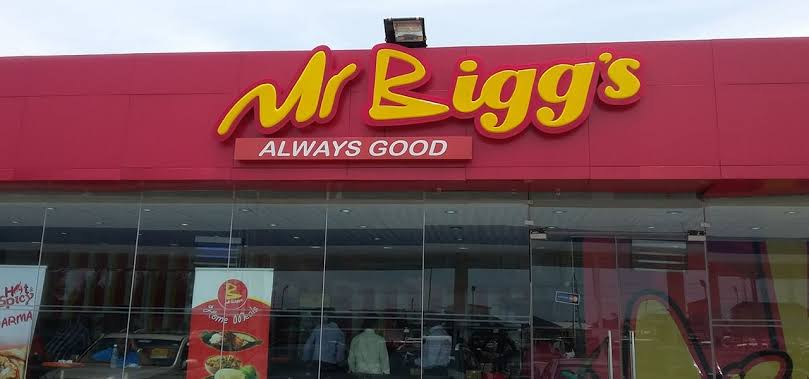 Mr Bigg's
ALWAYS GOOD
Hot &
Spicy
ARMA
Home Meals